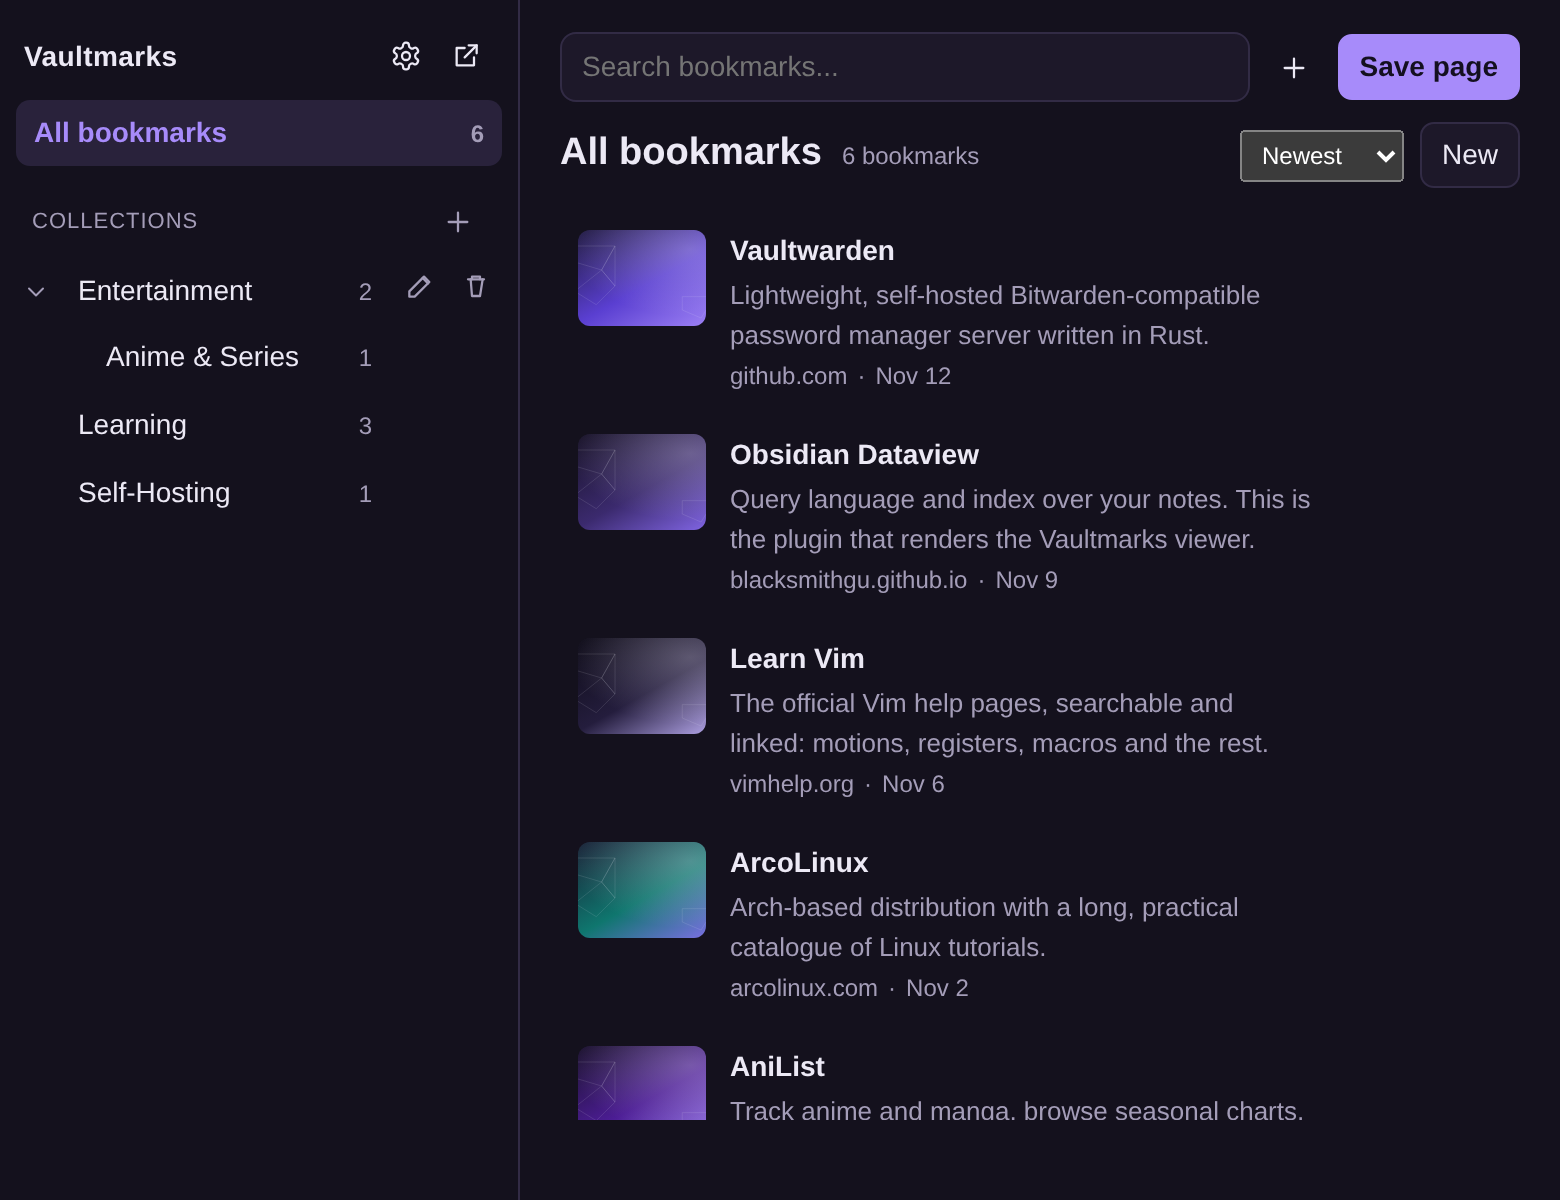 Vaultmarks
All bookmarks 6
COLLECTIONS
Entertainment 2
Anime & Series 1
Learning 3
Self-Hosting 1
Search bookmarks...
Save page
All bookmarks 6 bookmarks
Newest
New
Vaultwarden
Lightweight, self-hosted Bitwarden-compatible
password manager server written in Rust.
github.com · Nov 12
Obsidian Dataview
Query language and index over your notes. This is
the plugin that renders the Vaultmarks viewer.
blacksmithgu.github.io · Nov 9
Learn Vim
The official Vim help pages, searchable and
linked: motions, registers, macros and the rest.
vimhelp.org · Nov 6
ArcoLinux
Arch-based distribution with a long, practical
catalogue of Linux tutorials.
arcolinux.com · Nov 2
AniList
Track anime and manga, browse seasonal charts,